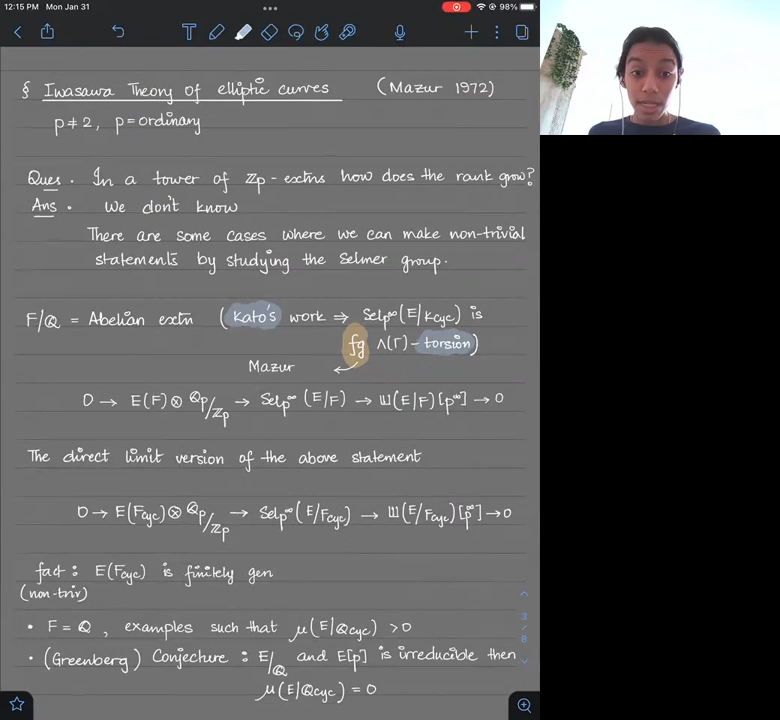 12:15 PM Mon Jan 31
98%
§ Iwasawa Theory of elliptic curves (Mazur 1972)
p ≠ 2, p = ordinary
Ques. In a tower of ℤp - extns how does the rank grow?
Ans. We don't know
There are some cases where we can make non-trivial
statements by studying the Selmer group.
F/Q = Abelian extn (Kato's work ⇒ Selp∞(E/Kcyc) is
fg Λ(Γ) - torsion)
Mazur
0 → E(F) ⊗ Qp/ℤp → Selp∞(E/F) → Ш(E/F)[p∞] → 0
The direct limit version of the above statement
0 → E(Fcyc) ⊗ Qp/ℤp → Selp∞(E/Fcyc) → Ш(E/Fcyc)[p∞] → 0
fact : E(Fcyc) is finitely gen
(non-triv)
• F = Q, examples such that μ(E/Qcyc) > 0
• (Greenberg) Conjecture : E/Q and E[p] is irreducible then
μ(E/Qcyc) = 0
3/8